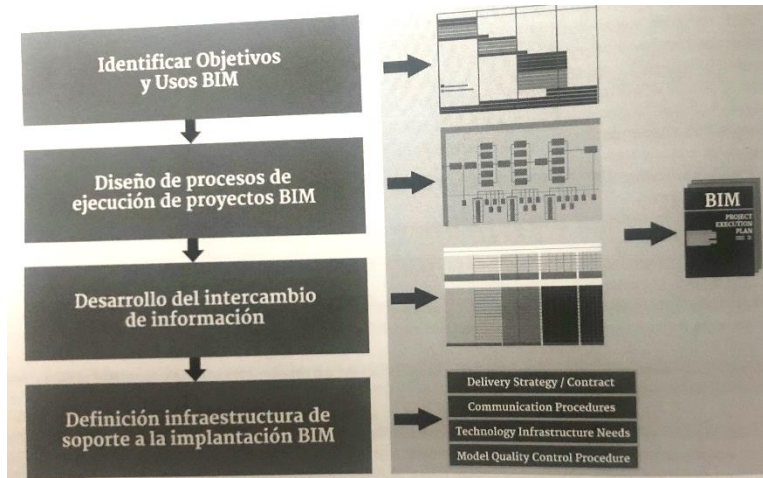 Identificar Objetivos
y Usos BIM
Diseño de procesos de
ejecución de proyectos BIM
Desarrollo del intercambio
de información
Definición infraestructura de
soporte a la implantación BIM
Delivery Strategy / Contract
Communication Procedures
Technology Infrastructure Needs
Model Quality Control Procedure
BIM
PROJECT
EXECUTION
PLAN